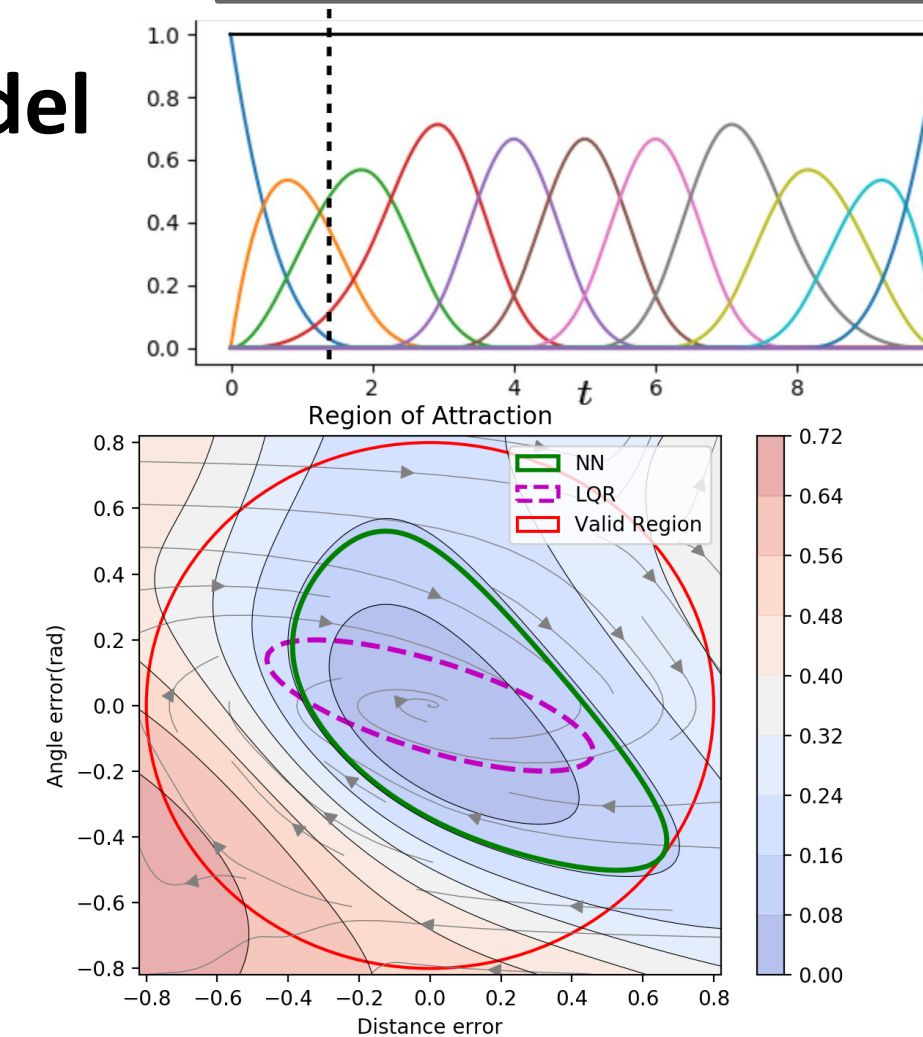 del
1.0
0.8
0.6
0.4
0.2
0.0
0 2 4 6 8
t
Region of Attraction
NN
LQR
Valid Region
Angle error(rad)
0.8
0.6
0.4
0.2
0.0
−0.2
−0.4
−0.6
−0.8
−0.8 −0.6 −0.4 −0.2 0.0 0.2 0.4 0.6 0.8
Distance error
0.72
0.64
0.56
0.48
0.40
0.32
0.24
0.16
0.08
0.00